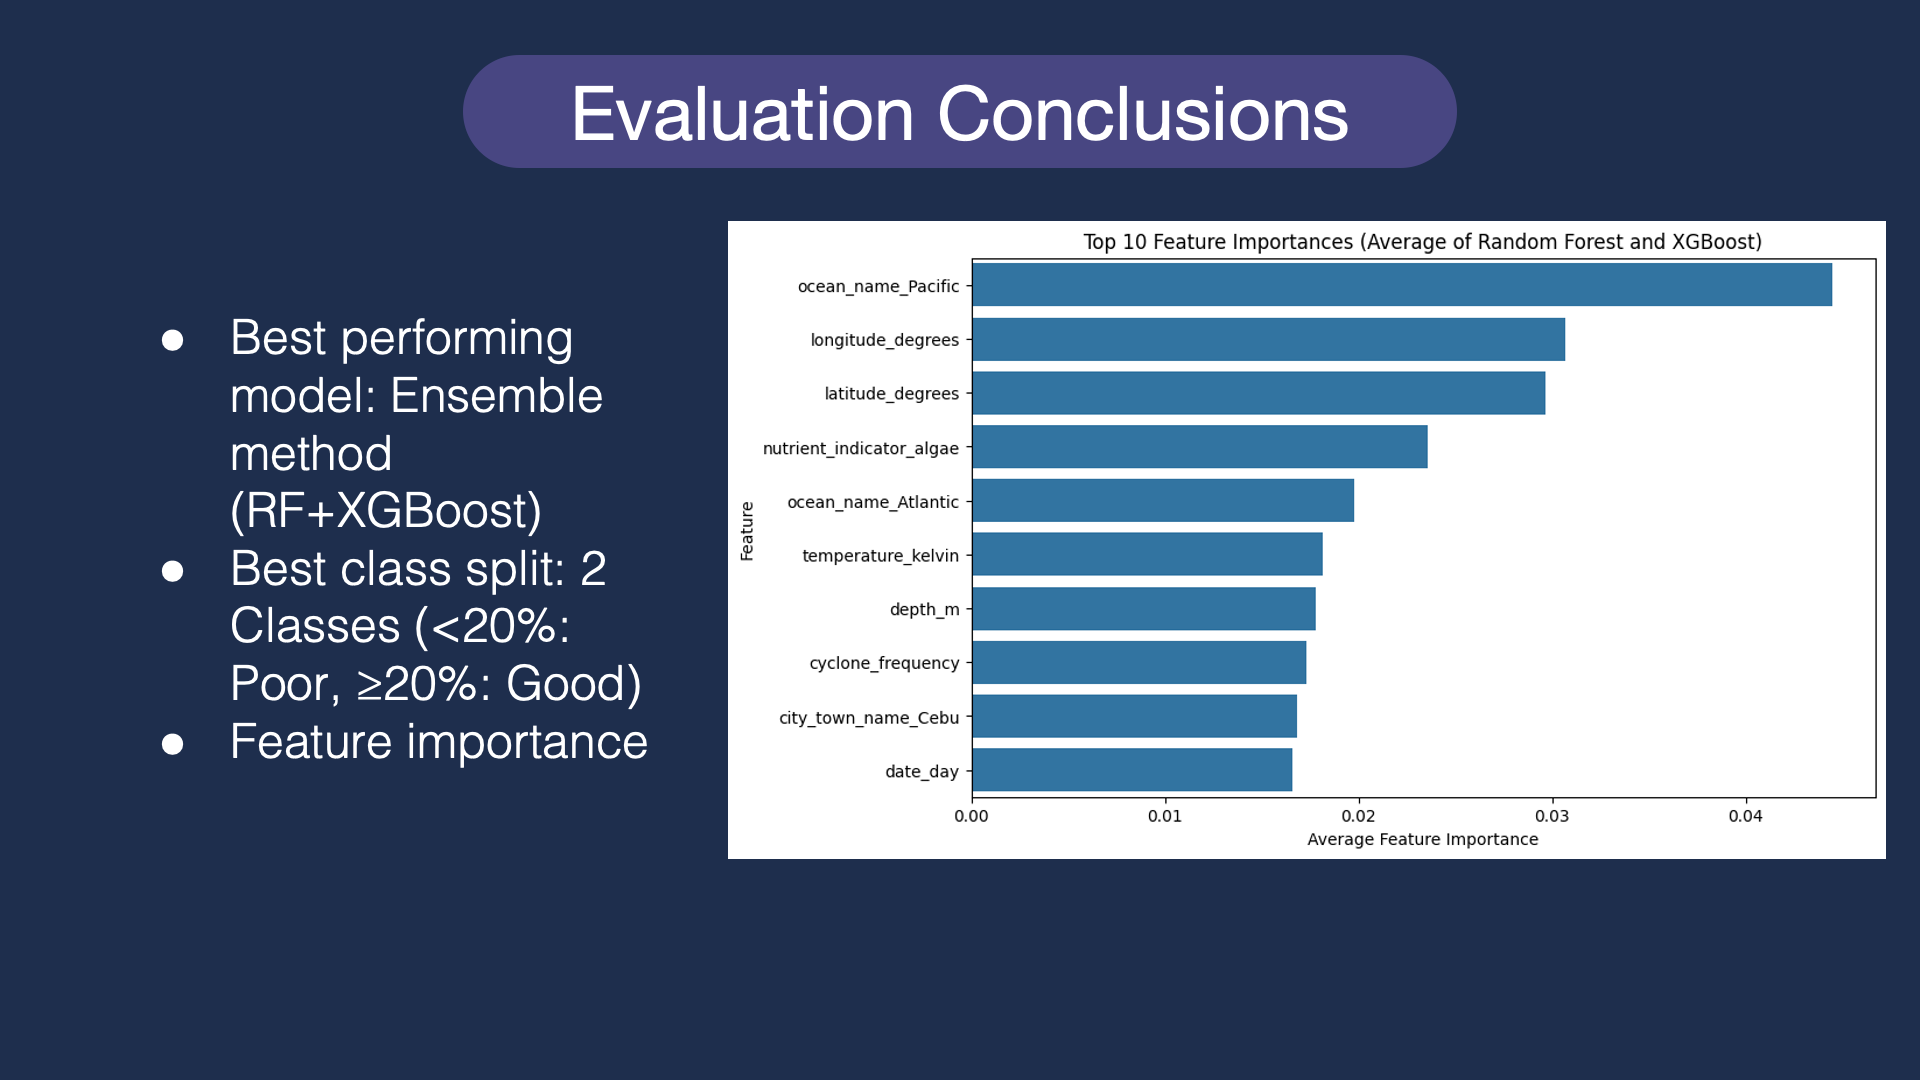 Evaluation Conclusions
● Best performing
model: Ensemble
method
(RF+XGBoost)
● Best class split: 2
Classes (<20%:
Poor, ≥20%: Good)
● Feature importance
Top 10 Feature Importances (Average of Random Forest and XGBoost)
Feature
ocean_name_Pacific
longitude_degrees
latitude_degrees
nutrient_indicator_algae
ocean_name_Atlantic
temperature_kelvin
depth_m
cyclone_frequency
city_town_name_Cebu
date_day
0.00 0.01 0.02 0.03 0.04
Average Feature Importance